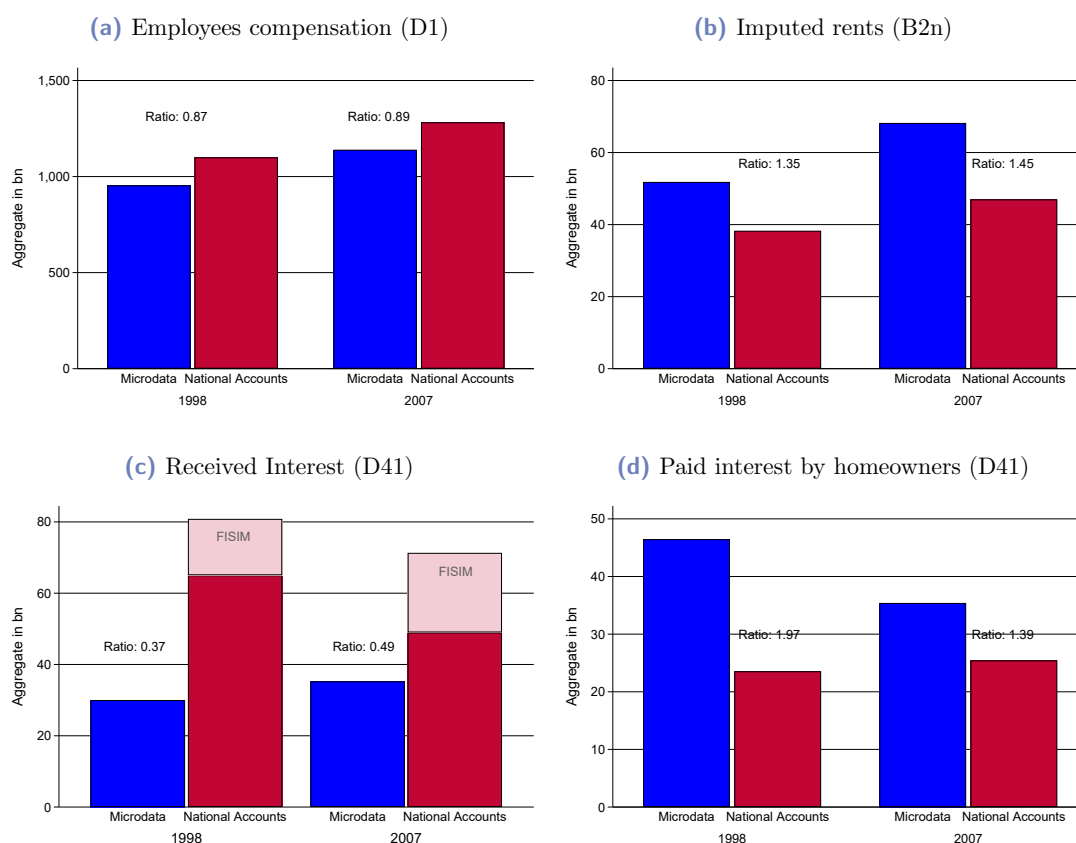 (a) Employees compensation (D1)
1,500
1,000
500
0
Aggregate in bn
Ratio: 0.87
Ratio: 0.89
Microdata National Accounts Microdata National Accounts
1998 2007
(b) Imputed rents (B2n)
80
60
40
20
0
Aggregate in bn
Ratio: 1.35
Ratio: 1.45
Microdata National Accounts Microdata National Accounts
1998 2007
(c) Received Interest (D41)
80
60
40
20
0
Aggregate in bn
FISIM
FISIM
Ratio: 0.37
Ratio: 0.49
Microdata National Accounts Microdata National Accounts
1998 2007
(d) Paid interest by homeowners (D41)
50
40
30
20
10
0
Aggregate in bn
Ratio: 1.97
Ratio: 1.39
Microdata National Accounts Microdata National Accounts
1998 2007